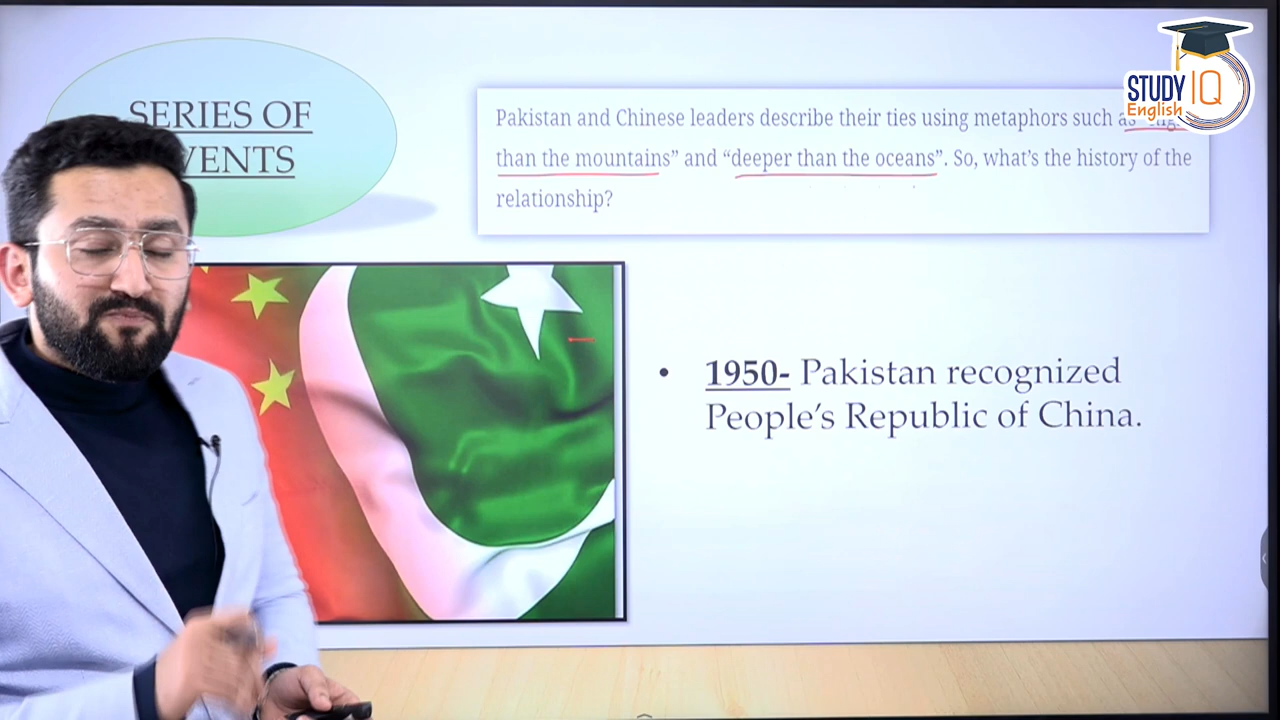 SERIES OF
VENTS
Pakistan and Chinese leaders describe their ties using metaphors such as
than the mountains” and “deeper than the oceans”. So, what’s the history of the
relationship?
• 1950- Pakistan recognized
People’s Republic of China.
STUDY IQ
English